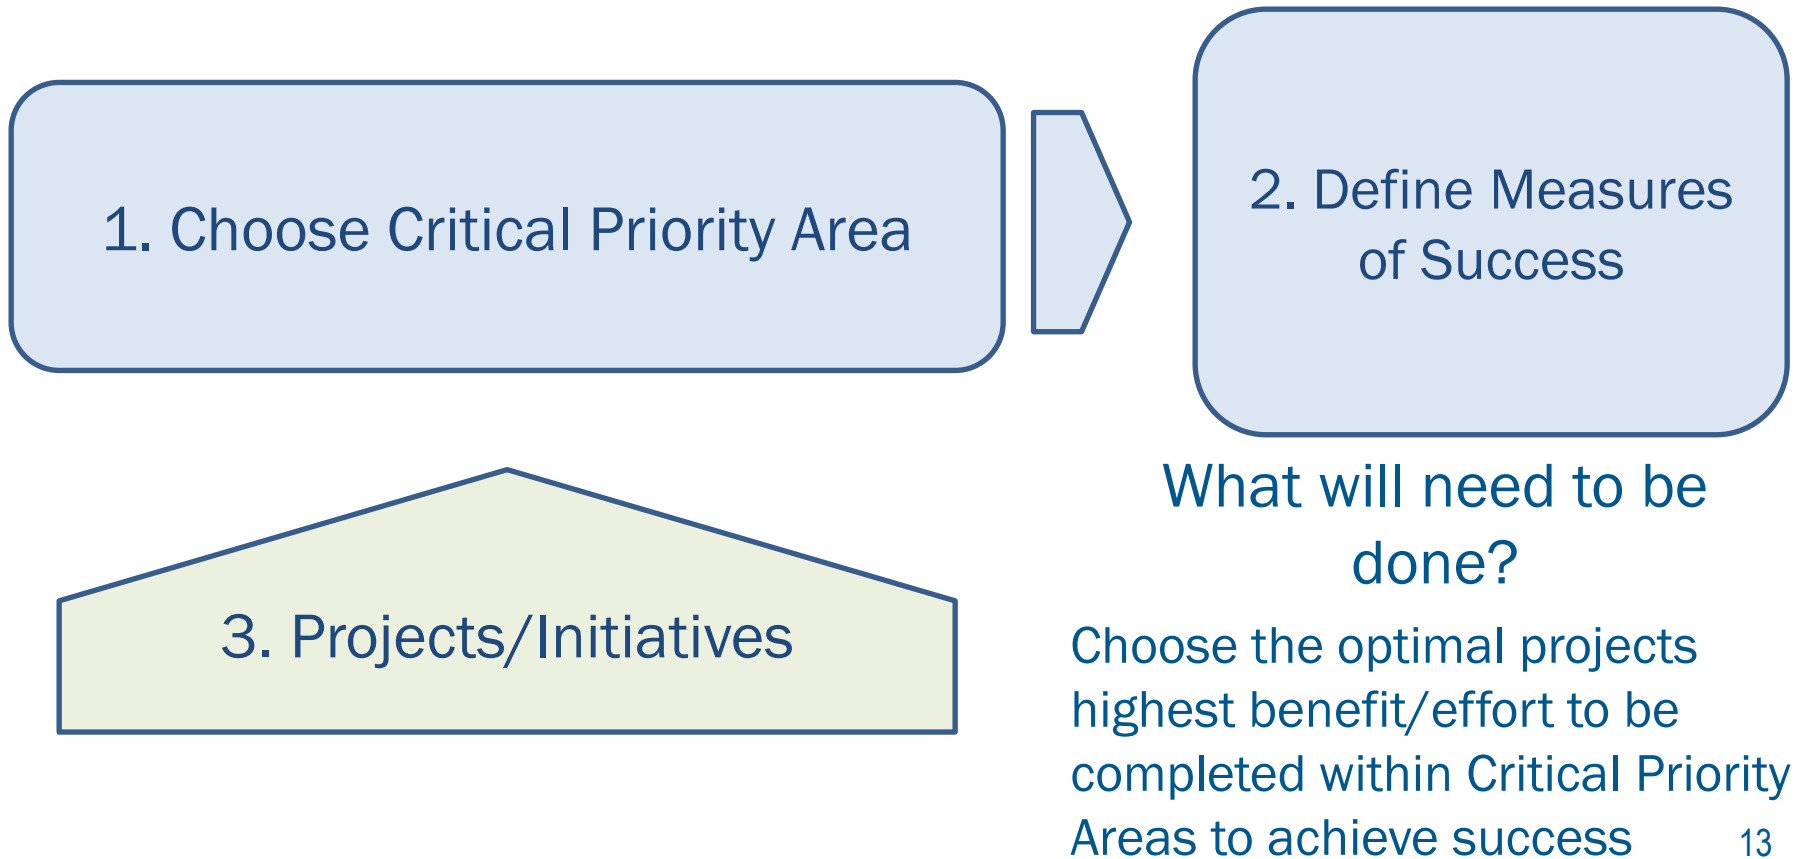 1. Choose Critical Priority Area
2. Define Measures
of Success
3. Projects/Initiatives
What will need to be
done?
Choose the optimal projects
highest benefit/effort to be
completed within Critical Priority
Areas to achieve success
13